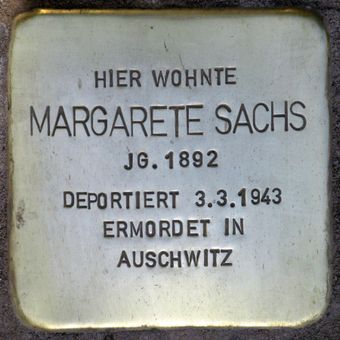 HIER WOHNTE
MARGARETE SACHS
JG. 1892
DEPORTIERT 3.3.1943
ERMORDET IN
AUSCHWITZ